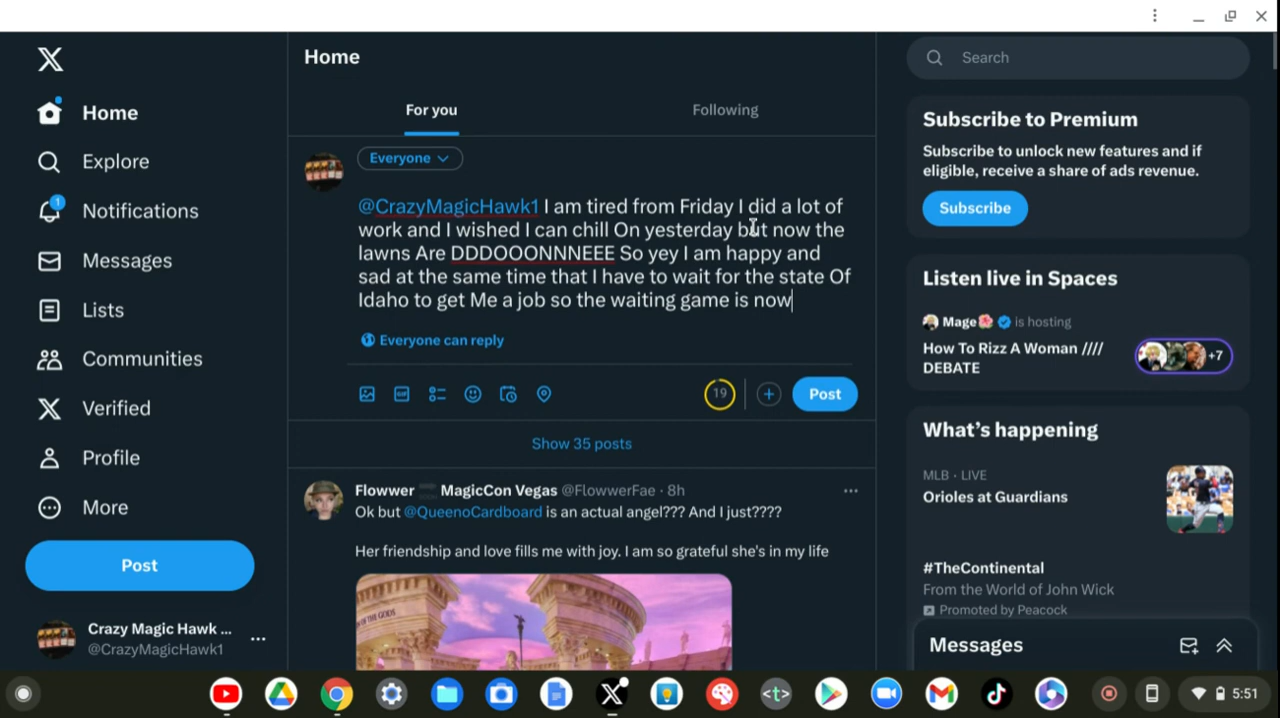 Home
Explore
1
Notifications
Messages
Lists
Communities
Verified
Profile
More
Post
Crazy Magic Hawk ...
@CrazyMagicHawk1
Home
For you
Following
Everyone
@CrazyMagicHawk1 I am tired from Friday I did a lot of
work and I wished I can chill On yesterday but now the
lawns Are DDDOOONNNEEE So yey I am happy and
sad at the same time that I have to wait for the state Of
Idaho to get Me a job so the waiting game is now
Everyone can reply
GIF
19
Post
Show 35 posts
Flowwer MagicCon Vegas @FlowwerFae · 8h
Ok but @QueenoCardboard is an actual angel??? And I just????
Her friendship and love fills me with joy. I am so grateful she's in my life
Search
Subscribe to Premium
Subscribe to unlock new features and if
eligible, receive a share of ads revenue.
Subscribe
Listen live in Spaces
Mage is hosting
How To Rizz A Woman ////
DEBATE
+7
What's happening
MLB · LIVE
Orioles at Guardians
#TheContinental
From the World of John Wick
Promoted by Peacock
Messages
<t>
5:51